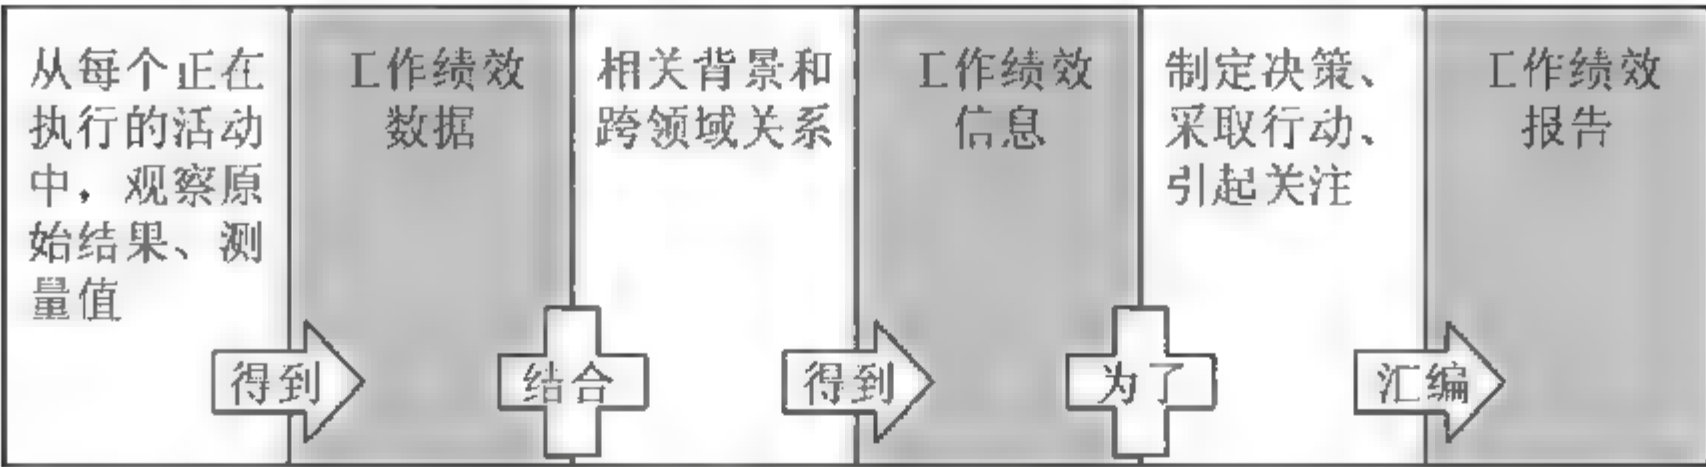 从每个正在
执行的活动
中，观察原
始结果、测
量值
得到
工作绩效
数据
结合
相关背景和
跨领域关系
得到
工作绩效
信息
为了
制定决策、
采取行动、
引起关注
汇编
工作绩效
报告